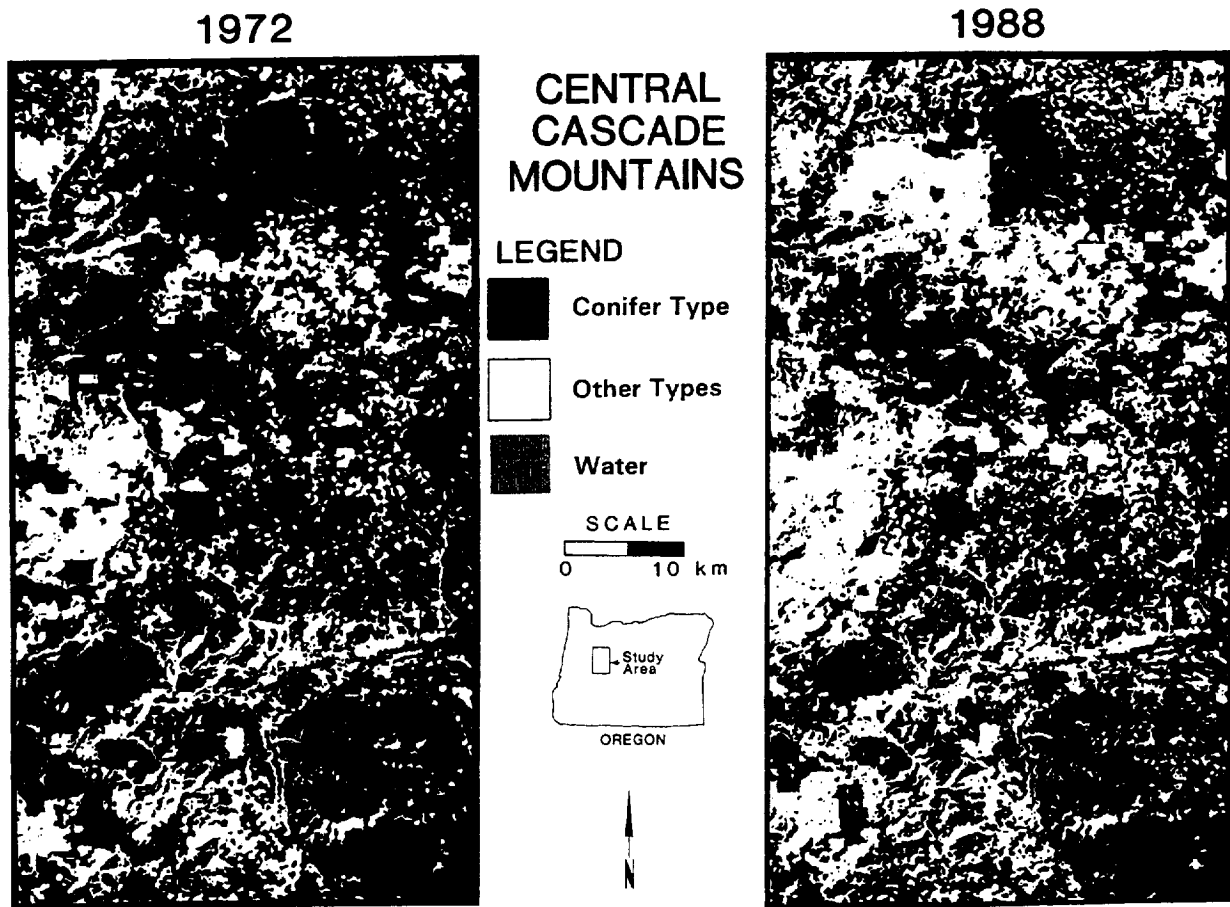 1972
1988
CENTRAL
CASCADE
MOUNTAINS
LEGEND
Conifer Type
Other Types
Water
SCALE
0 10 km
Study
Area
OREGON
N